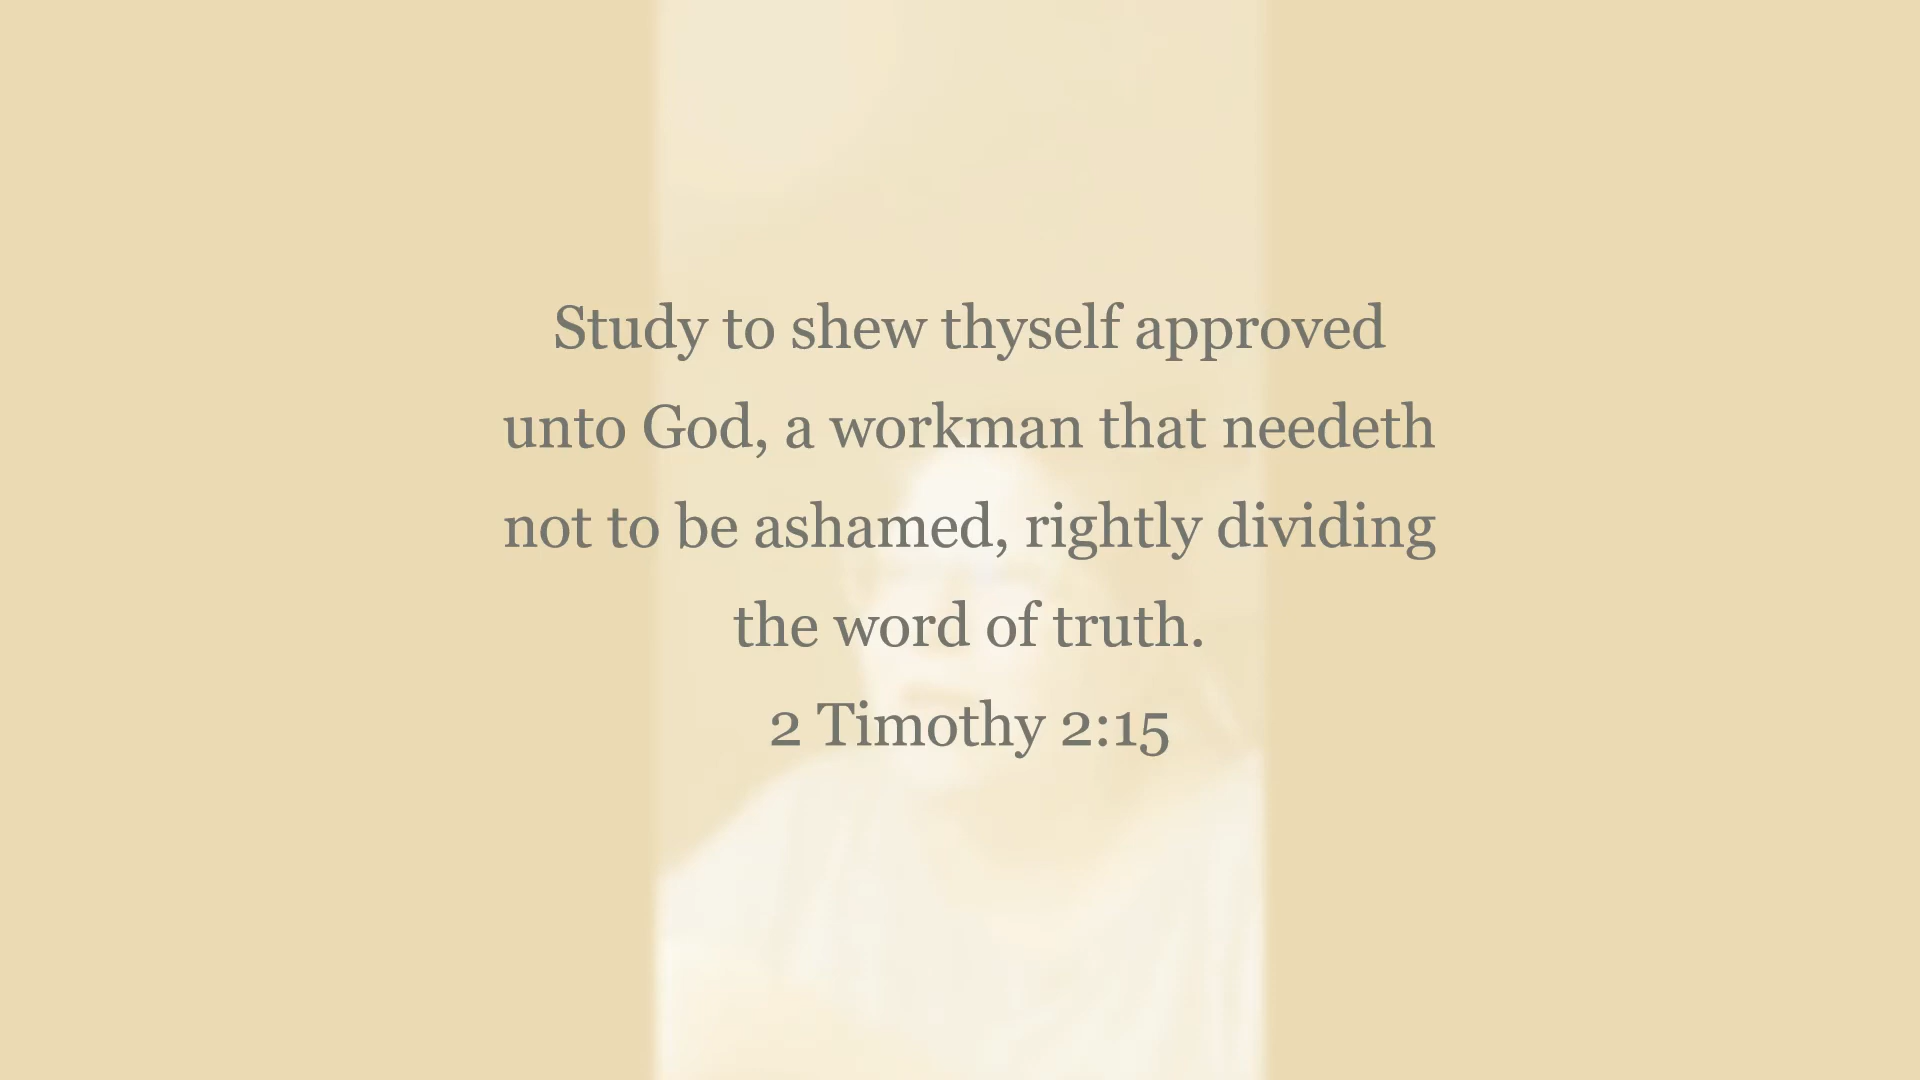 Study to shew thyself approved
unto God, a workman that needeth
not to be ashamed, rightly dividing
the word of truth.
2 Timothy 2:15